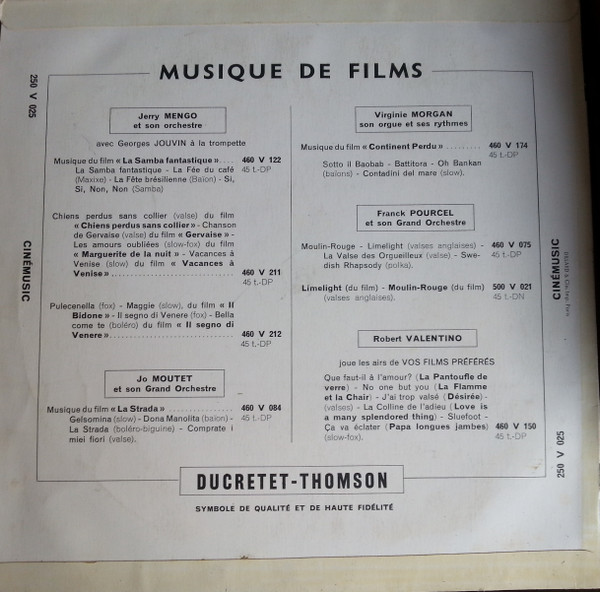 MUSIQUE DE FILMS
250 V 025
CINÉMUSIC
Jerry MENGO
et son orchestre
avec Georges JOUVIN à la trompette
Musique du film « La Samba fantastique » .... 460 V 122
La Samba fantastique - La Fée du café 45 t.-DP
(Maxixe) - La Fête brésilienne (Baïon) - Si,
Si, Non, Non (Samba)
Chiens perdus sans collier (valse) du film
« Chiens perdus sans collier » - Chanson
de Gervaise (valse) du film « Gervaise » -
Les amours oubliées (slow-fox) du film
« Marguerite de la nuit » - Vacances à
Venise (slow) du film « Vacances à
Venise » .......................... 460 V 211
45 t.-DP
Pulecenella (fox) - Maggie (slow), du film « Il
Bidone » - Il segno di Venere (fox) - Bella
come te (boléro) du film « Il segno di
Venere » .......................... 460 V 212
45 t.-DP
Jo MOUTET
et son Grand Orchestre
Musique du film « La Strada » ................ 460 V 084
Gelsomina (slow) - Dona Manolita (baïon) - 45 t.-DP
La Strada (boléro-biguine) - Comprate i
miei fiori (valse).
Virginie MORGAN
son orgue et ses rythmes
Musique du film « Continent Perdu » ......... 460 V 174
45 t.-DP
Sotto il Baobab - Battitora - Oh Bankan
(baïons) - Contadini del mare (slow).
Franck POURCEL
et son Grand Orchestre
Moulin-Rouge - Limelight (valses anglaises) - 460 V 075
La Valse des Orgueilleux (valse) - Swe- 45 t.-DP
dish Rhapsody (polka).
Limelight (du film) - Moulin-Rouge (du film) 500 V 021
(valses anglaises). 45 t.-DN
Robert VALENTINO
joue les airs de VOS FILMS PRÉFÉRÉS
Que faut-il à l'amour? (La Pantoufle de
verre) - No one but you (La Flamme
et la Chair) - J'ai trop valsé (Désirée) -
(valses) - La Colline de l'adieu (Love is
a many splendored thing) - Sluefoot -
Ça va éclater (Papa longues jambes) 460 V 150
(slow-fox). 45 t.-DP
CINÉMUSIC
250 V 025
DUCRETET-THOMSON
SYMBOLE DE QUALITÉ ET DE HAUTE FIDÉLITÉ